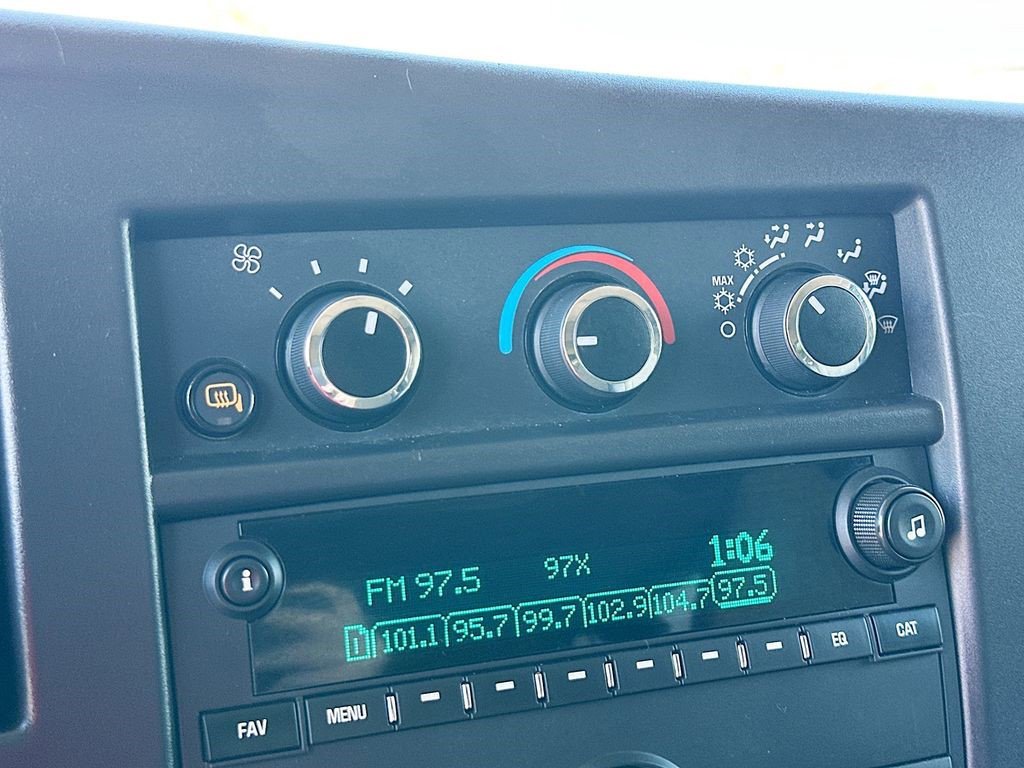 MAX
i
FM 97.5 97X 1:06
1 101.1 95.7 99.7 102.9 104.7 97.5
FAV MENU EQ CAT